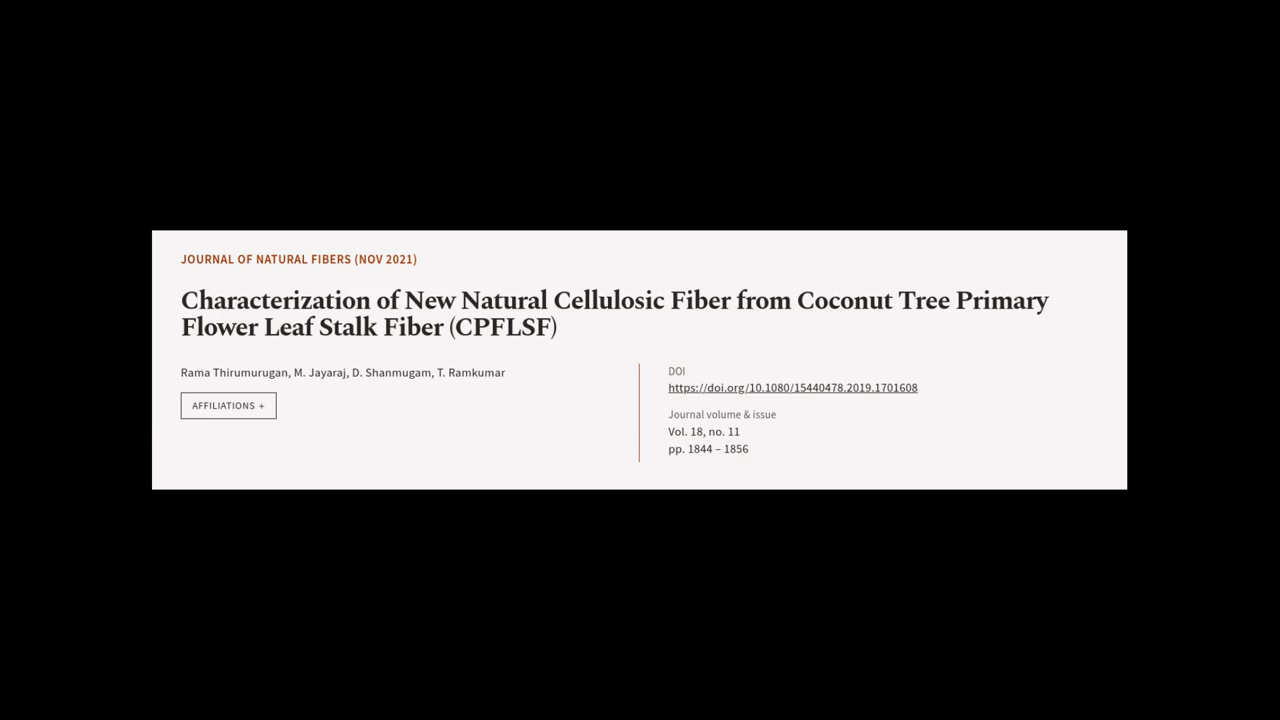 JOURNAL OF NATURAL FIBERS (NOV 2021)
Characterization of New Natural Cellulosic Fiber from Coconut Tree Primary
Flower Leaf Stalk Fiber (CPFLSF)
Rama Thirumurugan, M. Jayaraj, D. Shanmugam, T. Ramkumar
AFFILIATIONS +
DOI
https://doi.org/10.1080/15440478.2019.1701608
Journal volume & issue
Vol. 18, no. 11
pp. 1844 – 1856